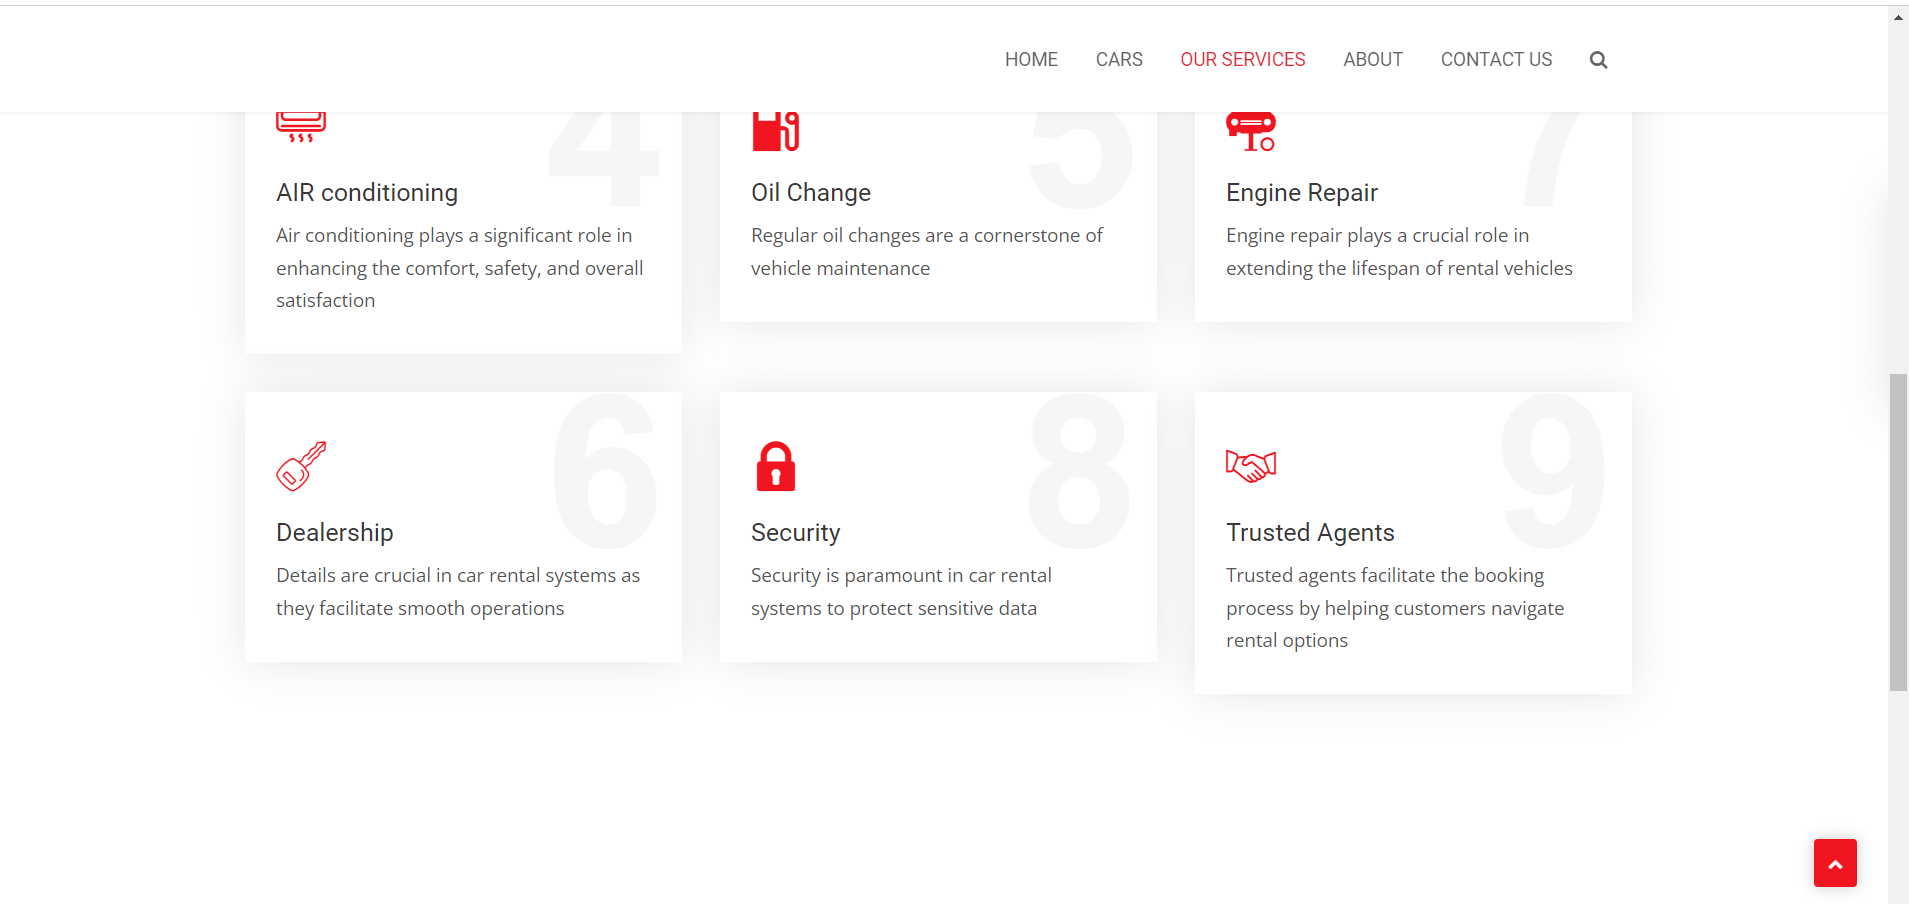 HOME CARS OUR SERVICES ABOUT CONTACT US
4
AIR conditioning
Air conditioning plays a significant role in
enhancing the comfort, safety, and overall
satisfaction
5
Oil Change
Regular oil changes are a cornerstone of
vehicle maintenance
7
Engine Repair
Engine repair plays a crucial role in
extending the lifespan of rental vehicles
6
Dealership
Details are crucial in car rental systems as
they facilitate smooth operations
8
Security
Security is paramount in car rental
systems to protect sensitive data
9
Trusted Agents
Trusted agents facilitate the booking
process by helping customers navigate
rental options